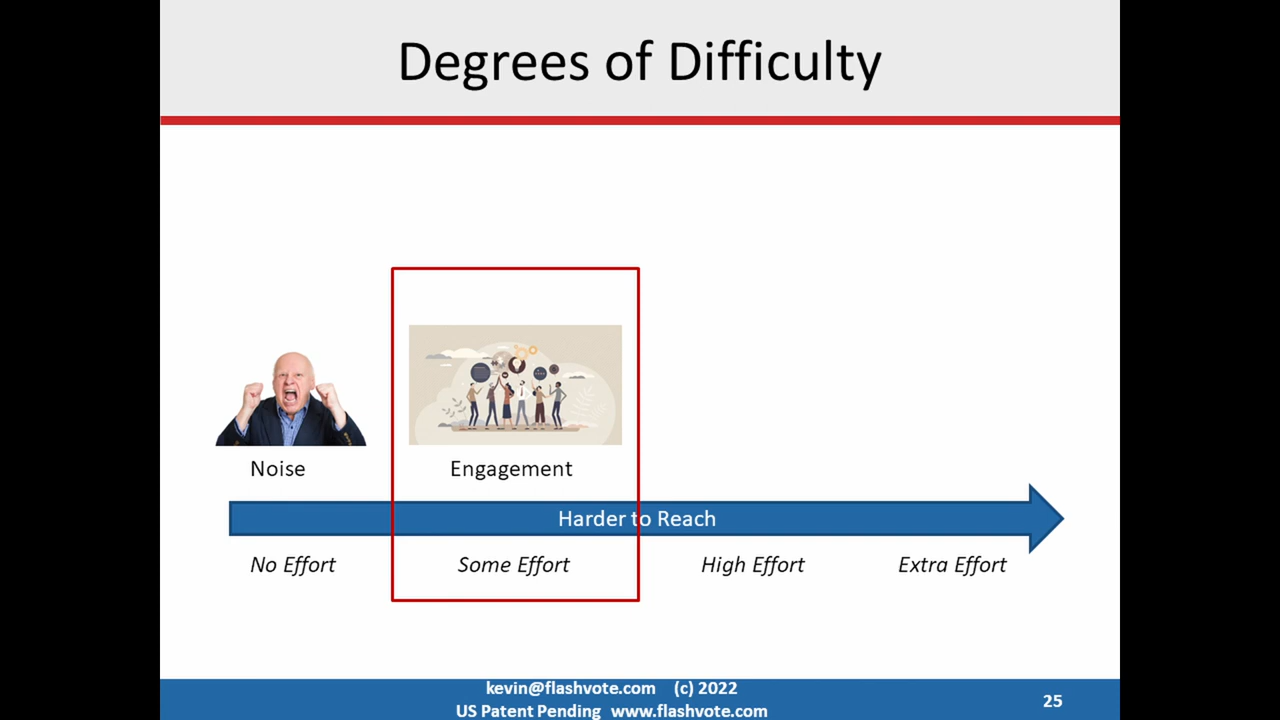 Degrees of Difficulty
Noise
Engagement
Harder to Reach
No Effort
Some Effort
High Effort
Extra Effort
kevin@flashvote.com (c) 2022
US Patent Pending www.flashvote.com
25